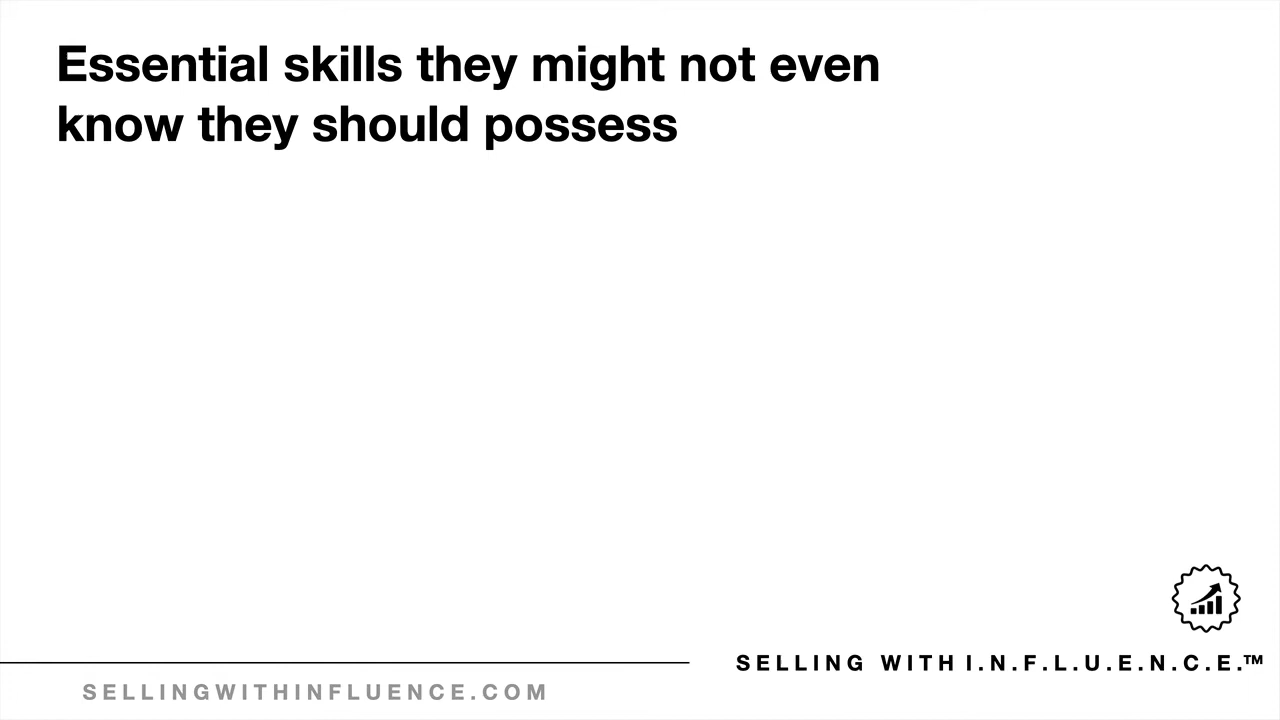 Essential skills they might not even
know they should possess
SELLING WITH I.N.F.L.U.E.N.C.E.™
SELLINGWITHINFLUENCE.COM